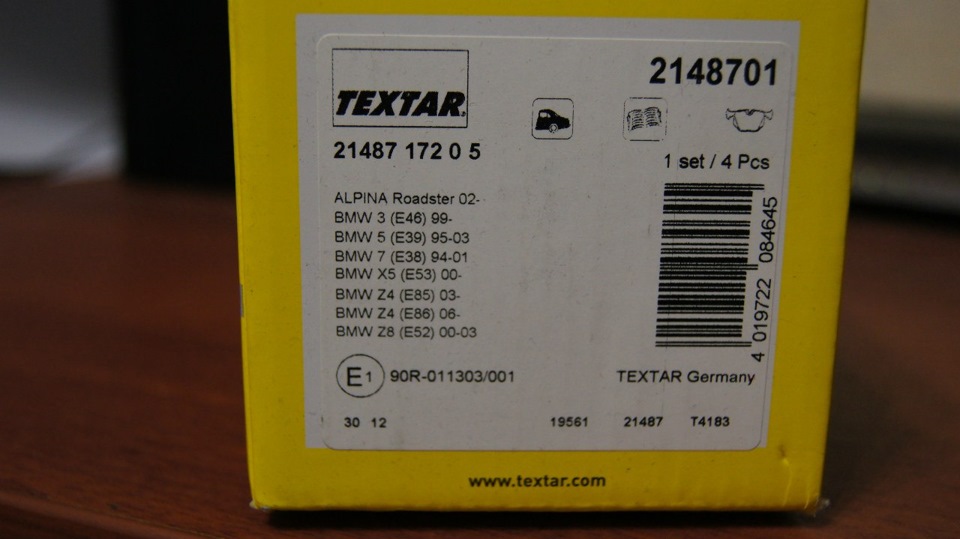 TEXTAR
2148701
21487 172 0 5
1 set / 4 Pcs
ALPINA Roadster 02-
BMW 3 (E46) 99-
BMW 5 (E39) 95-03
BMW 7 (E38) 94-01
BMW X5 (E53) 00-
BMW Z4 (E85) 03-
BMW Z4 (E86) 06-
BMW Z8 (E52) 00-03
4 019722 084645
E1 90R-011303/001
TEXTAR Germany
30 12 19561 21487 T4183
www.textar.com